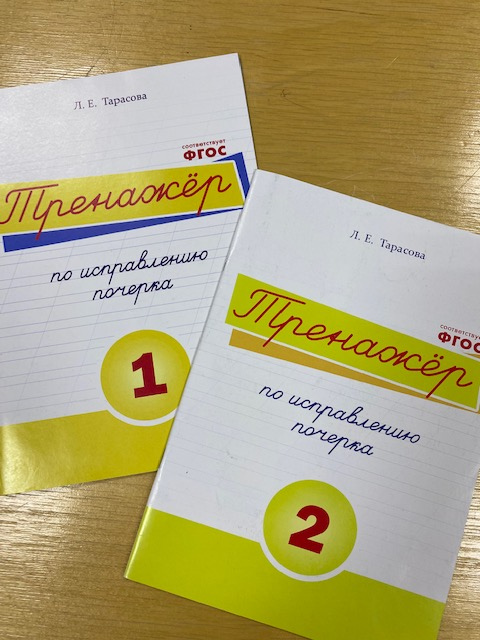 Л. Е. Тарасова
соответствует
ФГОС
Тренажёр
по исправлению
почерка
1
Л. Е. Тарасова
соответствует
ФГОС
Тренажёр
по исправлению
почерка
2